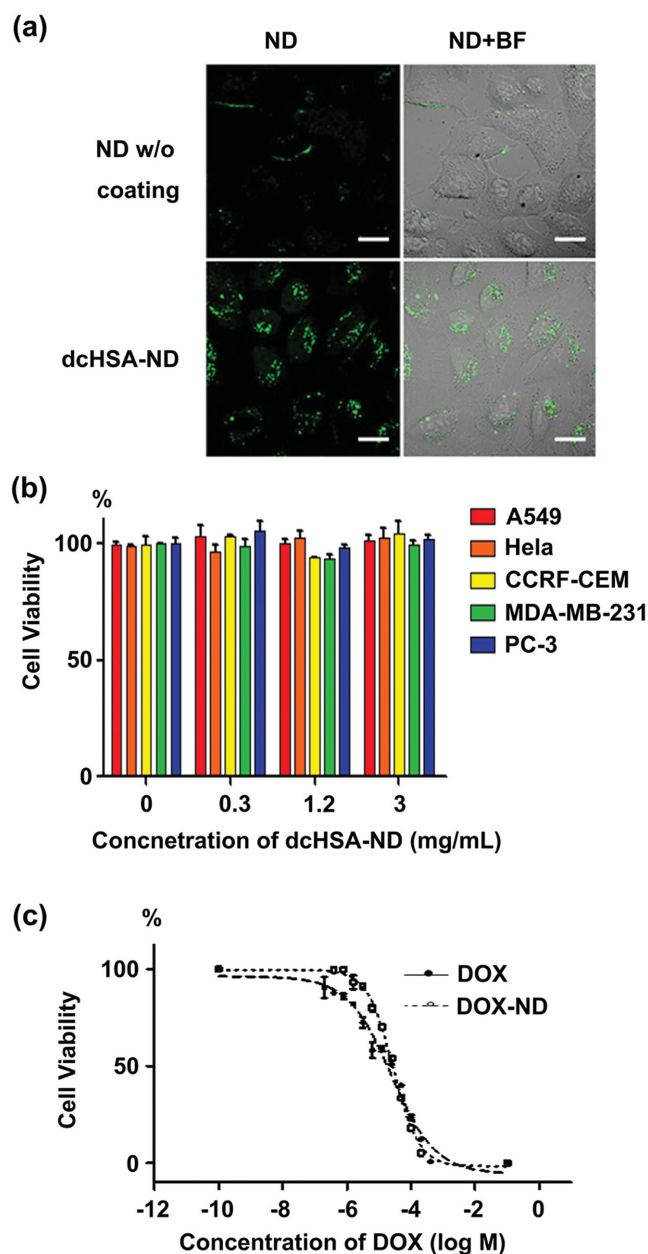 (a)
ND ND+BF
ND w/o
coating
dcHSA-ND
(b)
%
100
50
0
Cell Viability
0 0.3 1.2 3
Concnetration of dcHSA-ND (mg/mL)
A549
Hela
CCRF-CEM
MDA-MB-231
PC-3
(c)
%
100
50
0
Cell Viability
DOX
DOX-ND
-12 -10 -8 -6 -4 -2 0
Concentration of DOX (log M)